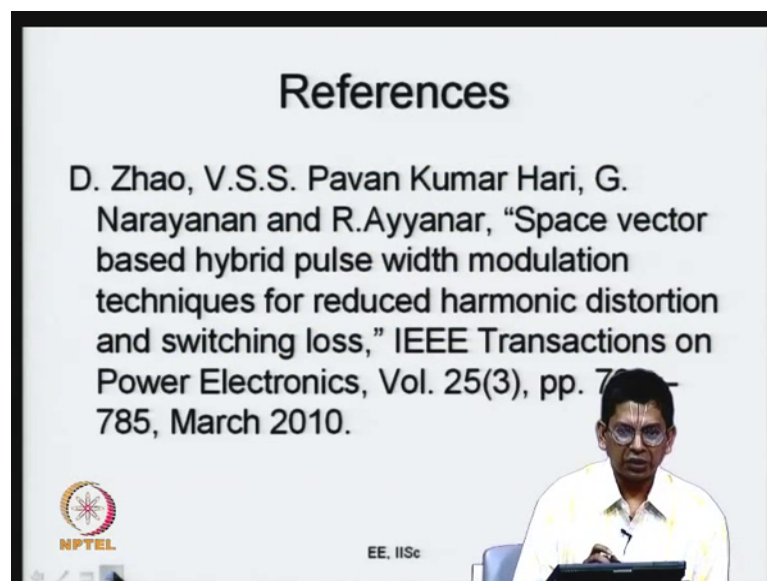 References
D. Zhao, V.S.S. Pavan Kumar Hari, G.
Narayanan and R.Ayyanar, “Space vector
based hybrid pulse width modulation
techniques for reduced harmonic distortion
and switching loss,” IEEE Transactions on
Power Electronics, Vol. 25(3), pp.
785, March 2010.
NPTEL
EE, IISc